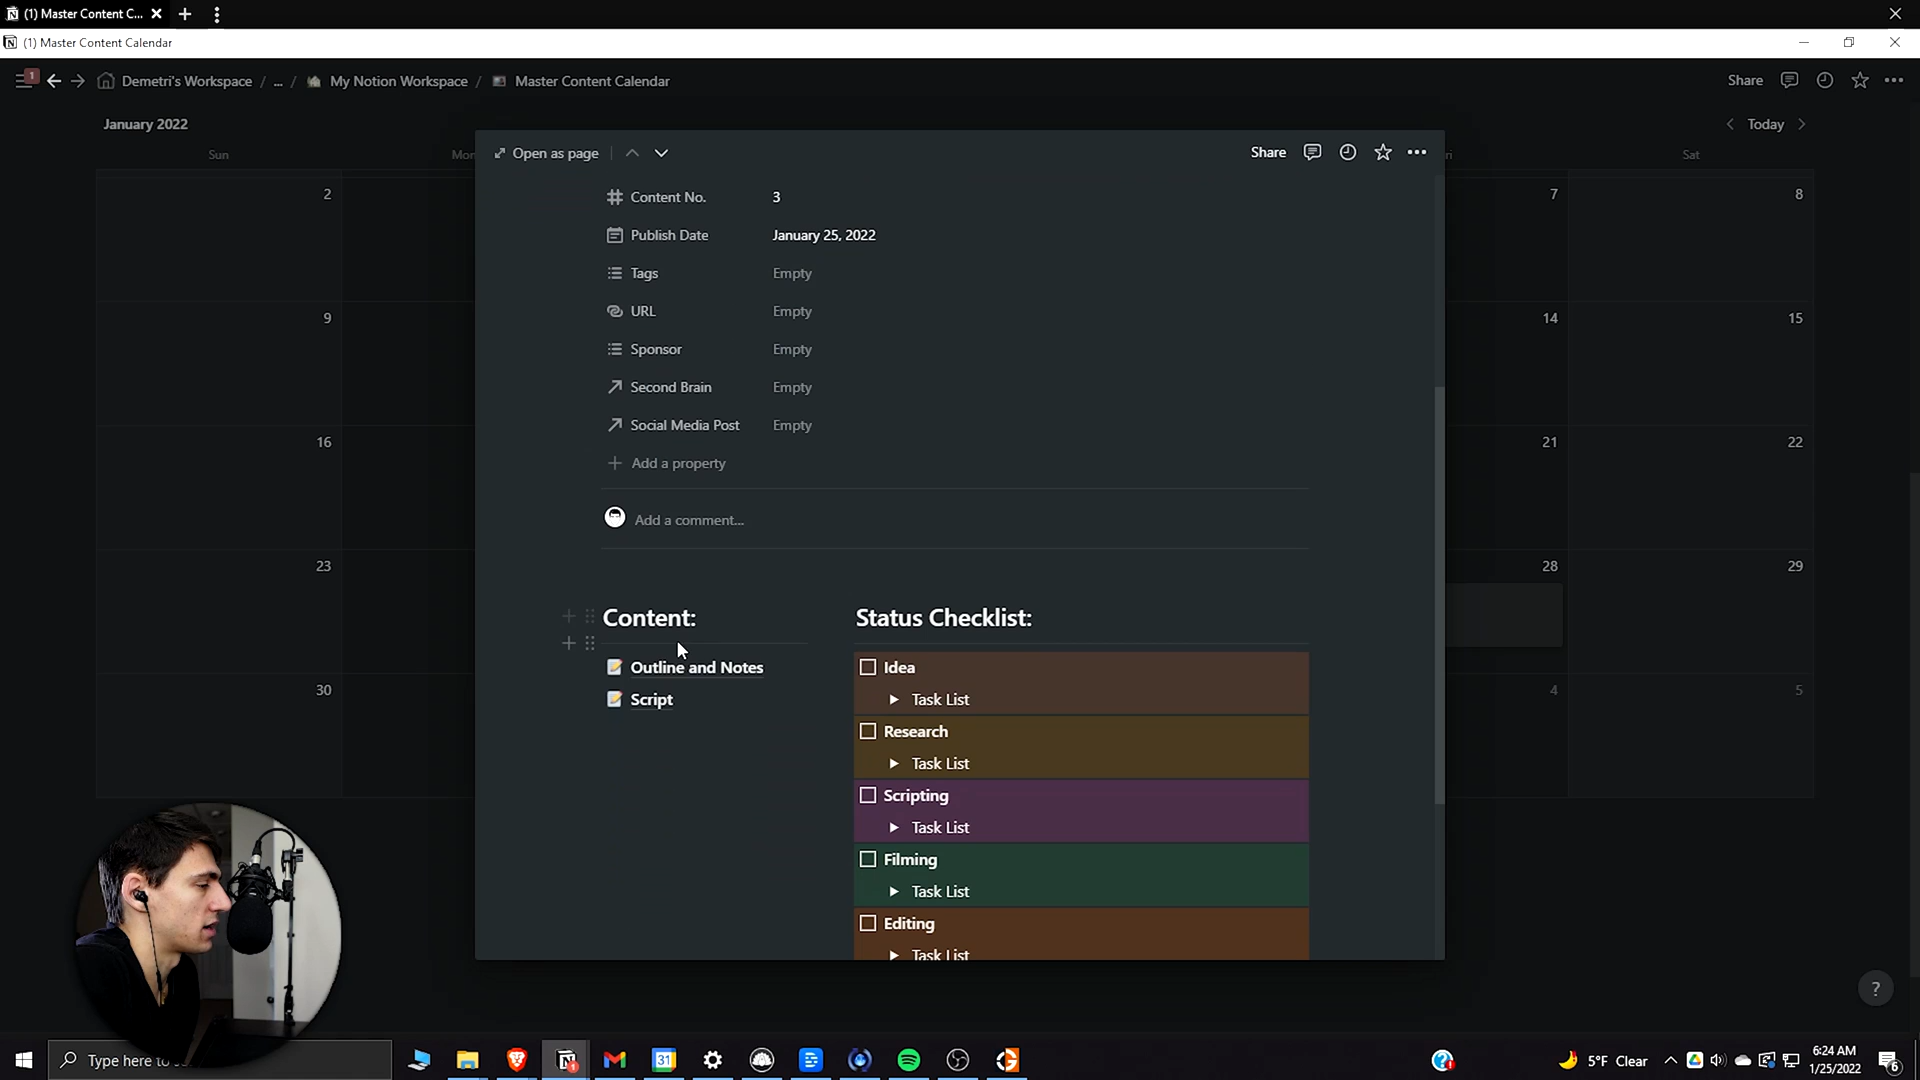 (1) Master Content C...
(1) Master Content Calendar
1
Demetri's Workspace / ... / My Notion Workspace / Master Content Calendar
Share
January 2022
Today
Sun
Mon
Sat
2
7
8
9
14
15
16
21
22
23
28
29
30
4
5
Open as page
Share
Content No. 3
Publish Date January 25, 2022
Tags Empty
URL Empty
Sponsor Empty
Second Brain Empty
Social Media Post Empty
Add a property
Add a comment...
Content:
Outline and Notes
Script
Status Checklist:
Idea
Task List
Research
Task List
Scripting
Task List
Filming
Task List
Editing
Task List
?
Type here to
31
5°F Clear
6:24 AM
1/25/2022
6